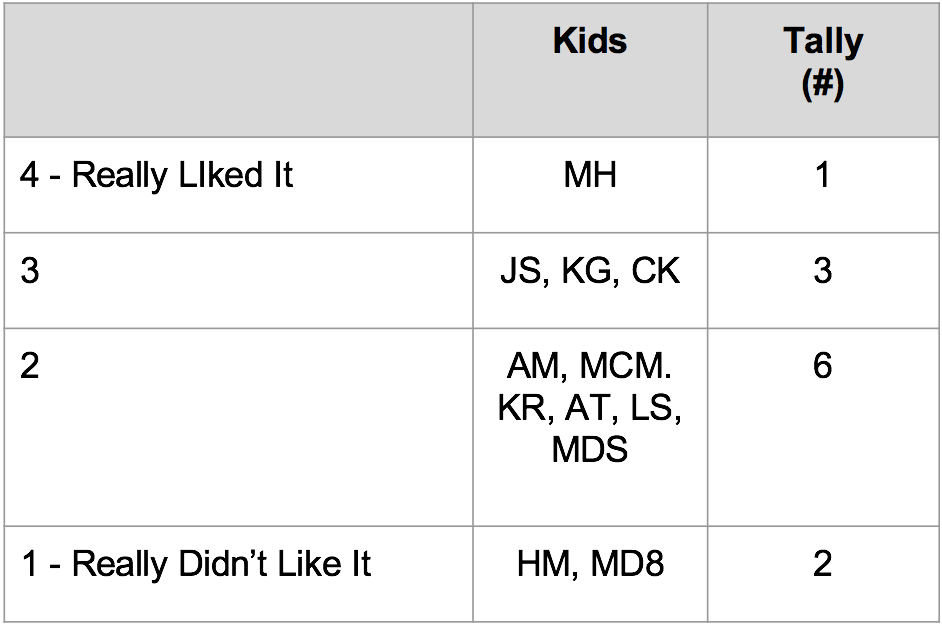 Kids
Tally
(#)
4 - Really LIked It
MH
1
3
JS, KG, CK
3
2
AM, MCM.
KR, AT, LS,
MDS
6
1 - Really Didn’t Like It
HM, MD8
2